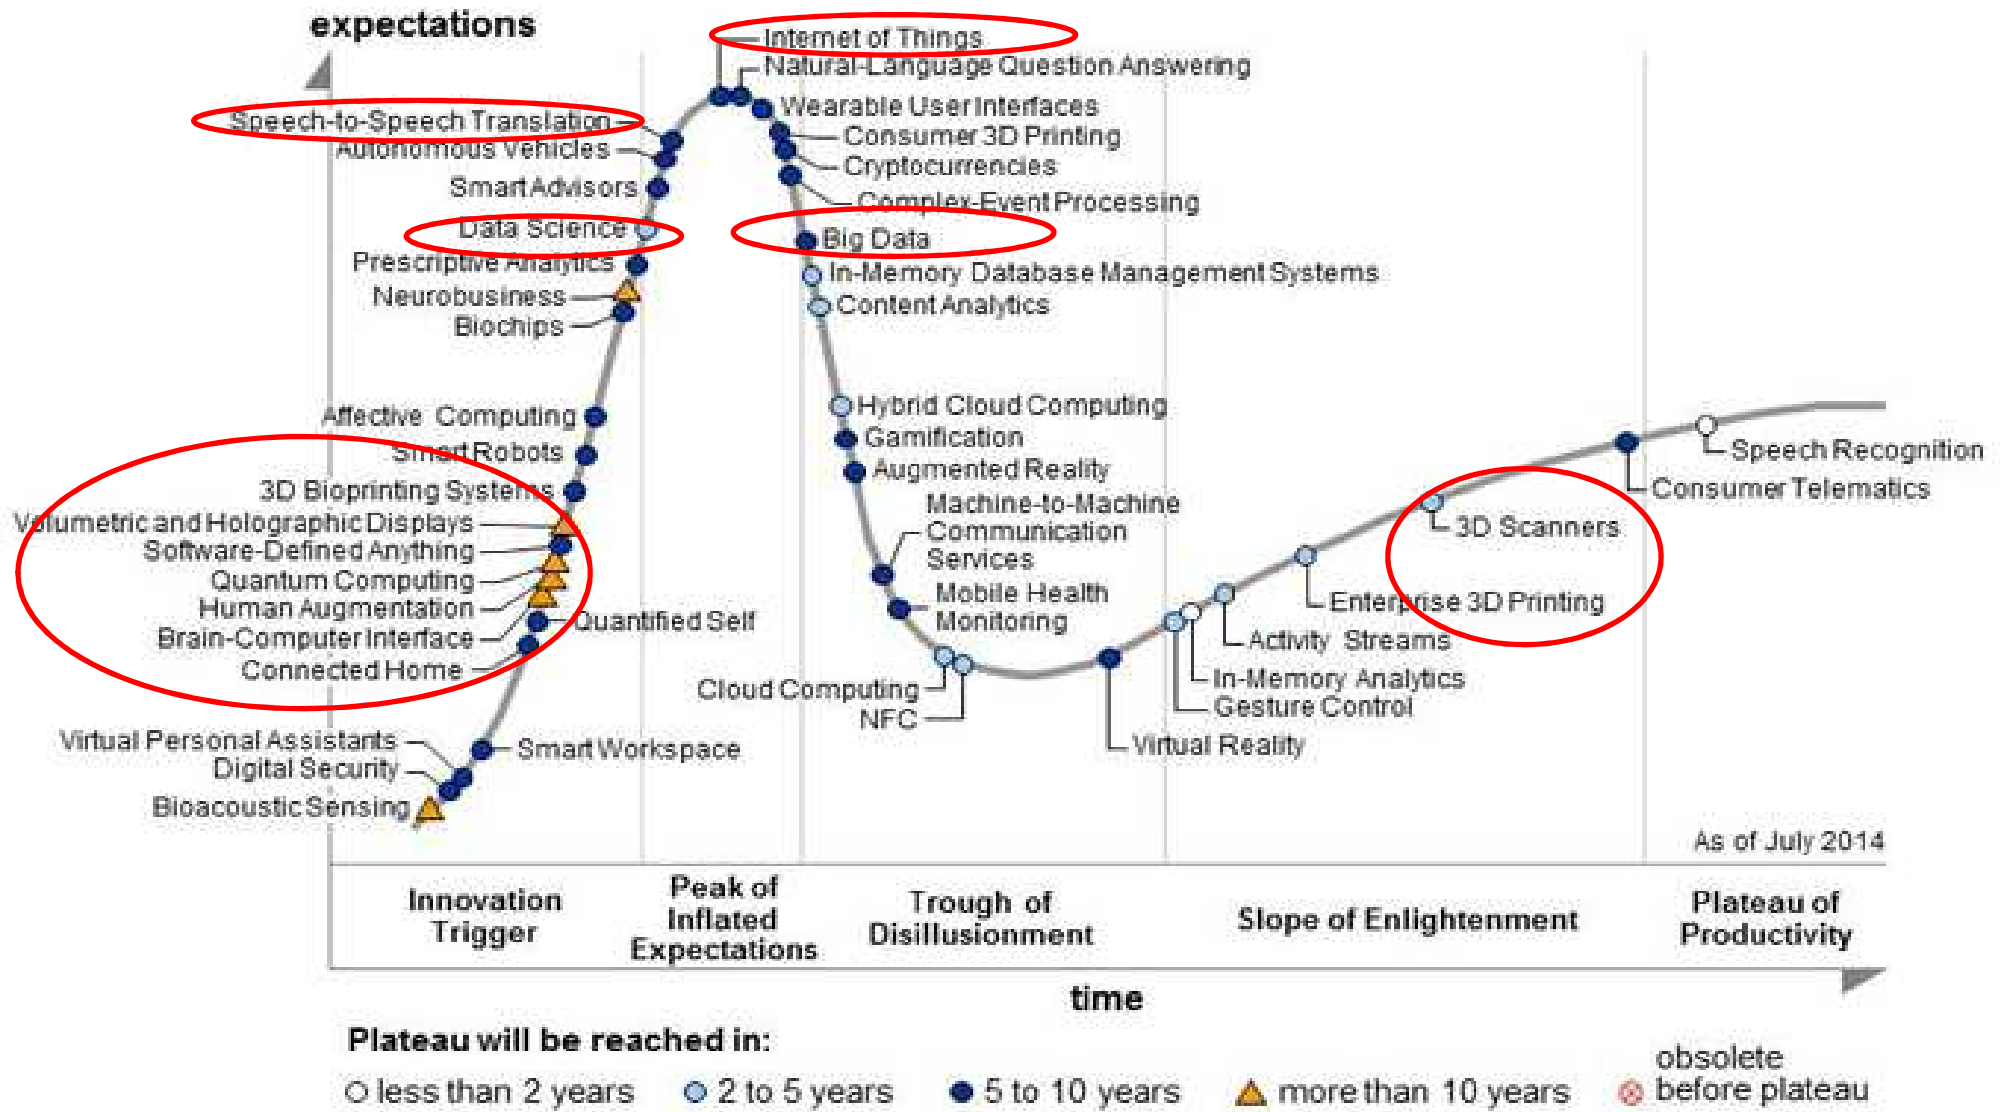 expectations
Internet of Things
Natural-Language Question Answering
Wearable User Interfaces
Speech-to-Speech Translation
Consumer 3D Printing
Autonomous Vehicles
Cryptocurrencies
Smart Advisors
Complex-Event Processing
Data Science
Big Data
Prescriptive Analytics
In-Memory Database Management Systems
Neurobusiness
Content Analytics
Biochips
Affective Computing
Hybrid Cloud Computing
Gamification
Smart Robots
Augmented Reality
3D Bioprinting Systems
Volumetric and Holographic Displays
Software-Defined Anything
Quantum Computing
Human Augmentation
Quantified Self
Brain-Computer Interface
Connected Home
Machine-to-Machine
Communication
Services
Mobile Health
Monitoring
Cloud Computing
NFC
Virtual Personal Assistants
Smart Workspace
Digital Security
Bioacoustic Sensing
Speech Recognition
Consumer Telematics
3D Scanners
Enterprise 3D Printing
Activity Streams
In-Memory Analytics
Gesture Control
Virtual Reality
As of July 2014
Innovation
Trigger
Peak of
Inflated
Expectations
Trough of
Disillusionment
Slope of Enlightenment
Plateau of
Productivity
time
Plateau will be reached in:
less than 2 years
2 to 5 years
5 to 10 years
more than 10 years
obsolete
before plateau